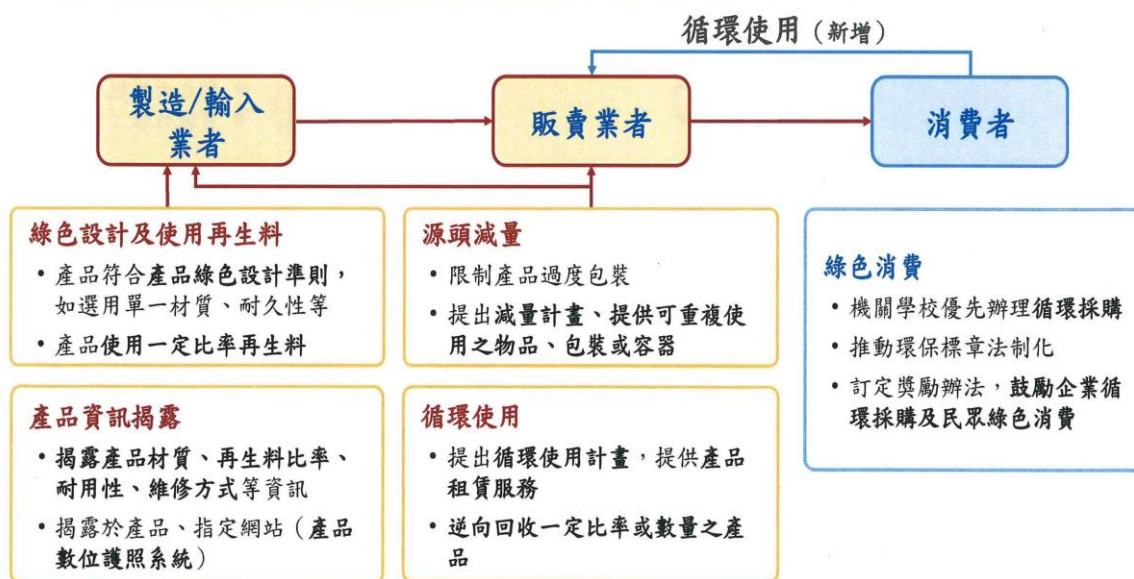 循環使用（新增）
製造/輸入
業者
販賣業者
消費者
綠色設計及使用再生料
• 產品符合產品綠色設計準則，
如選用單一材質、耐久性等
• 產品使用一定比率再生料
源頭減量
• 限制產品過度包裝
• 提出減量計畫、提供可重複使
用之物品、包裝或容器
綠色消費
• 機關學校優先辦理循環採購
• 推動環保標章法制化
• 訂定獎勵辦法，鼓勵企業循
環採購及民眾綠色消費
產品資訊揭露
• 揭露產品材質、再生料比率、
耐用性、維修方式等資訊
• 揭露於產品、指定網站（產品
數位護照系統）
循環使用
• 提出循環使用計畫，提供產品
租賃服務
• 逆向回收一定比率或數量之產
品